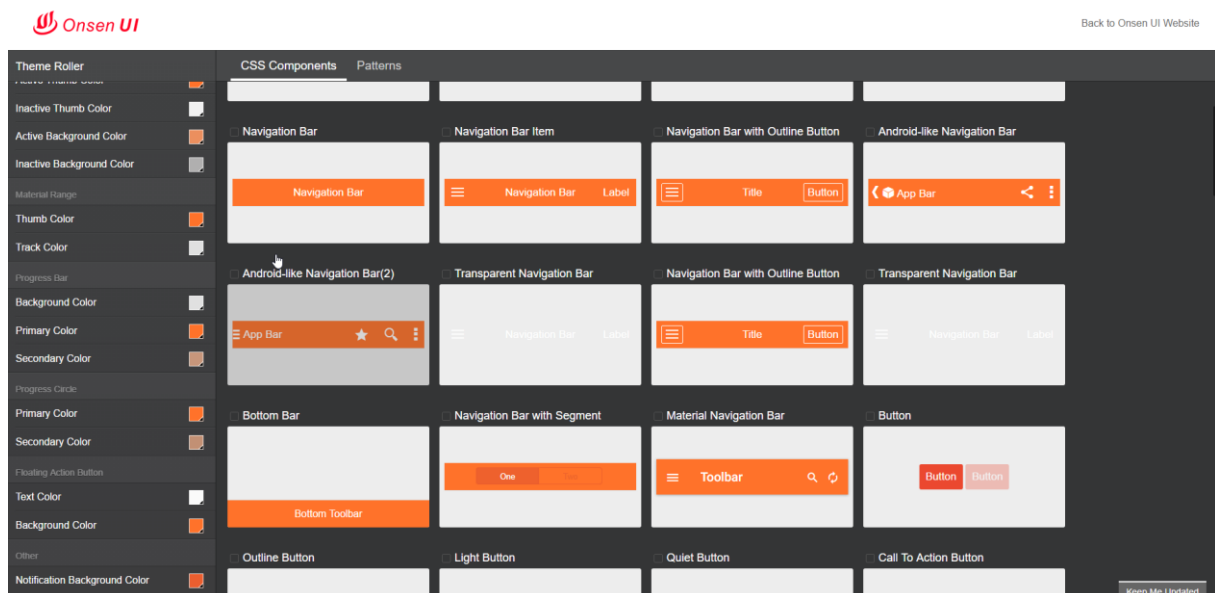 Onsen UI
Back to Onsen UI Website
Theme Roller
CSS Components
Patterns
Active Thumb Color
Inactive Thumb Color
Active Background Color
Inactive Background Color
Material Range
Thumb Color
Track Color
Progress Bar
Background Color
Primary Color
Secondary Color
Progress Circle
Primary Color
Secondary Color
Floating Action Button
Text Color
Background Color
Other
Notification Background Color
Navigation Bar
Navigation Bar Item
Navigation Bar with Outline Button
Android-like Navigation Bar
Navigation Bar
Navigation Bar Label
Title Button
App Bar
Android-like Navigation Bar(2)
Transparent Navigation Bar
Navigation Bar with Outline Button
Transparent Navigation Bar
App Bar
Navigation Bar Label
Title Button
Navigation Bar Label
Bottom Bar
Navigation Bar with Segment
Material Navigation Bar
Button
Bottom Toolbar
One Two
Toolbar
Button Button
Outline Button
Light Button
Quiet Button
Call To Action Button
Keep Me Updated